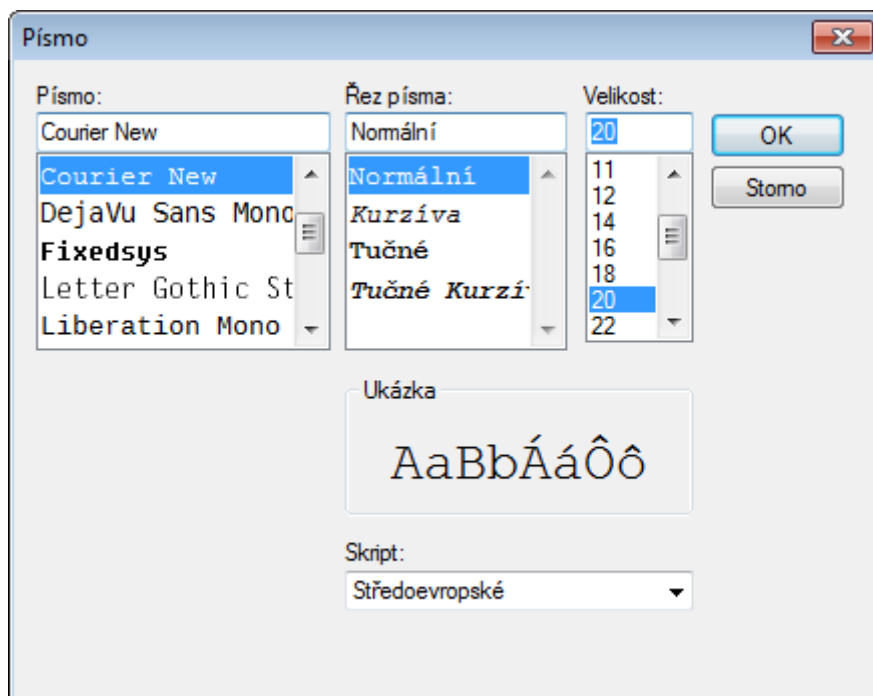 Písmo
Písmo:
Řez písma:
Velikost:
Courier New
Normální
20
OK
Storno
Courier New
DejaVu Sans Mono
Fixedsys
Letter Gothic St
Liberation Mono
Normální
Kurzíva
Tučné
Tučné Kurzí
11
12
14
16
18
20
22
Ukázka
AaBbÁáÔô
Skript:
Středoevropské